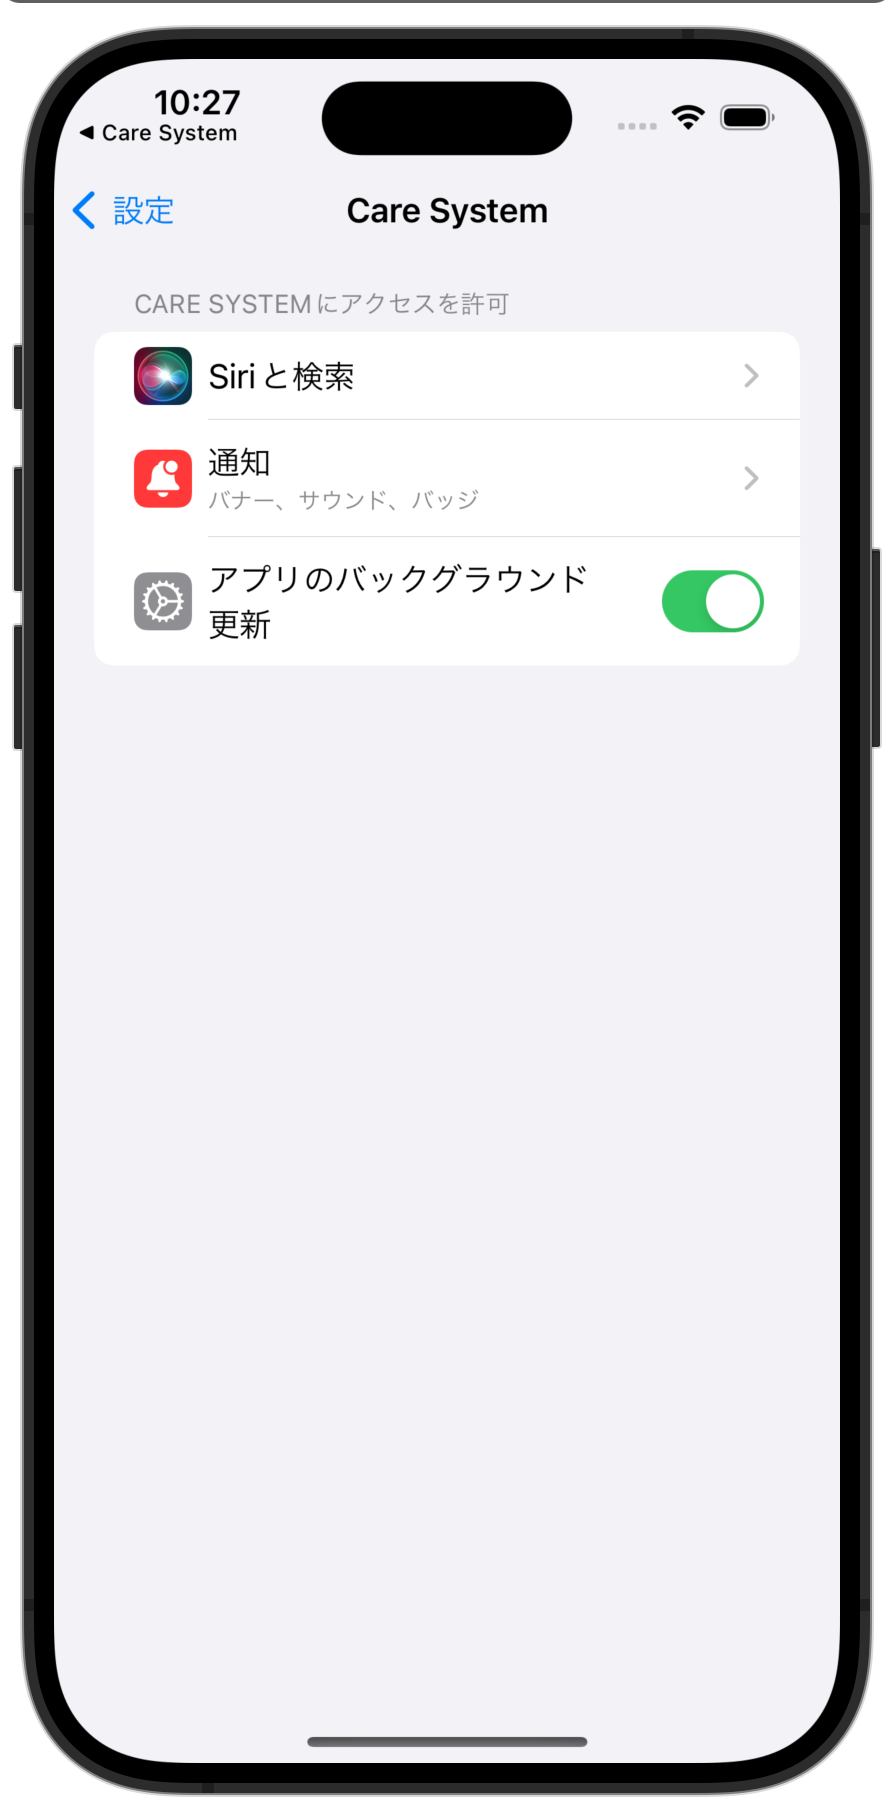 10:27
◀ Care System
設定
Care System
CARE SYSTEMにアクセスを許可
Siriと検索
通知
バナー、サウンド、バッジ
アプリのバックグラウンド
更新